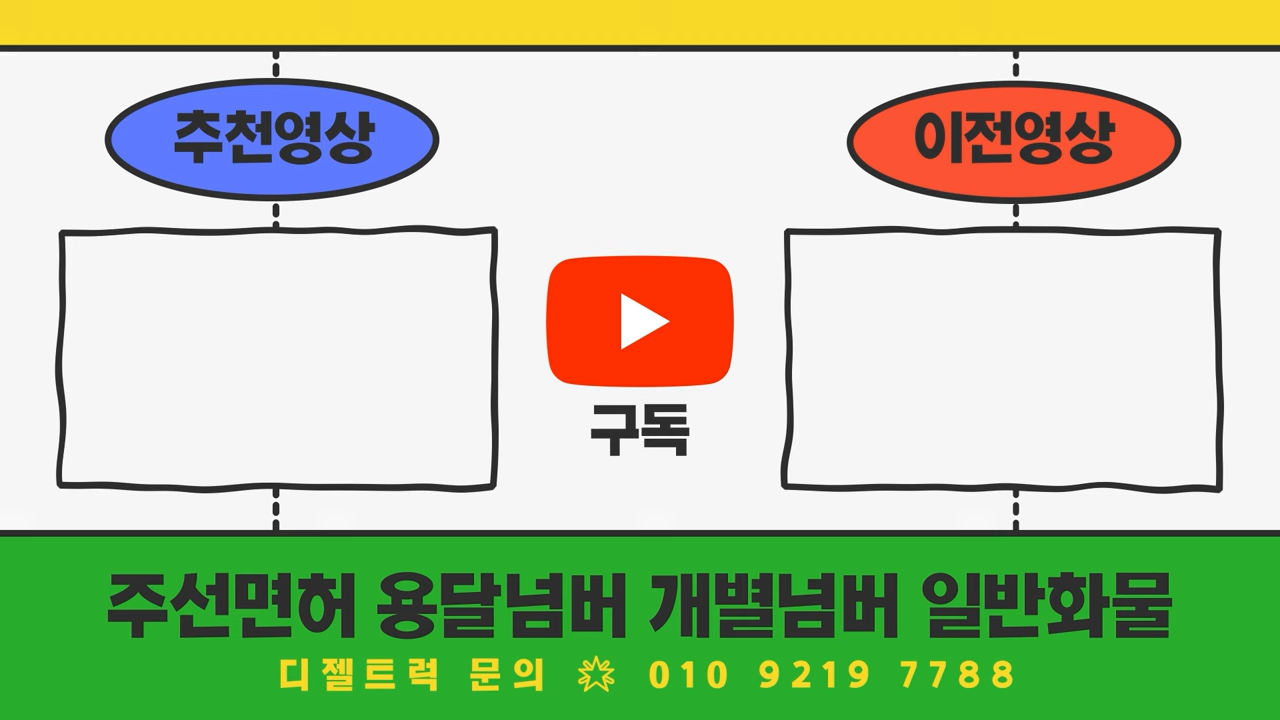 추천영상
이전영상
구독
주선면허 용달넘버 개별넘버 일반화물
디젤트럭 문의 010 9219 7788